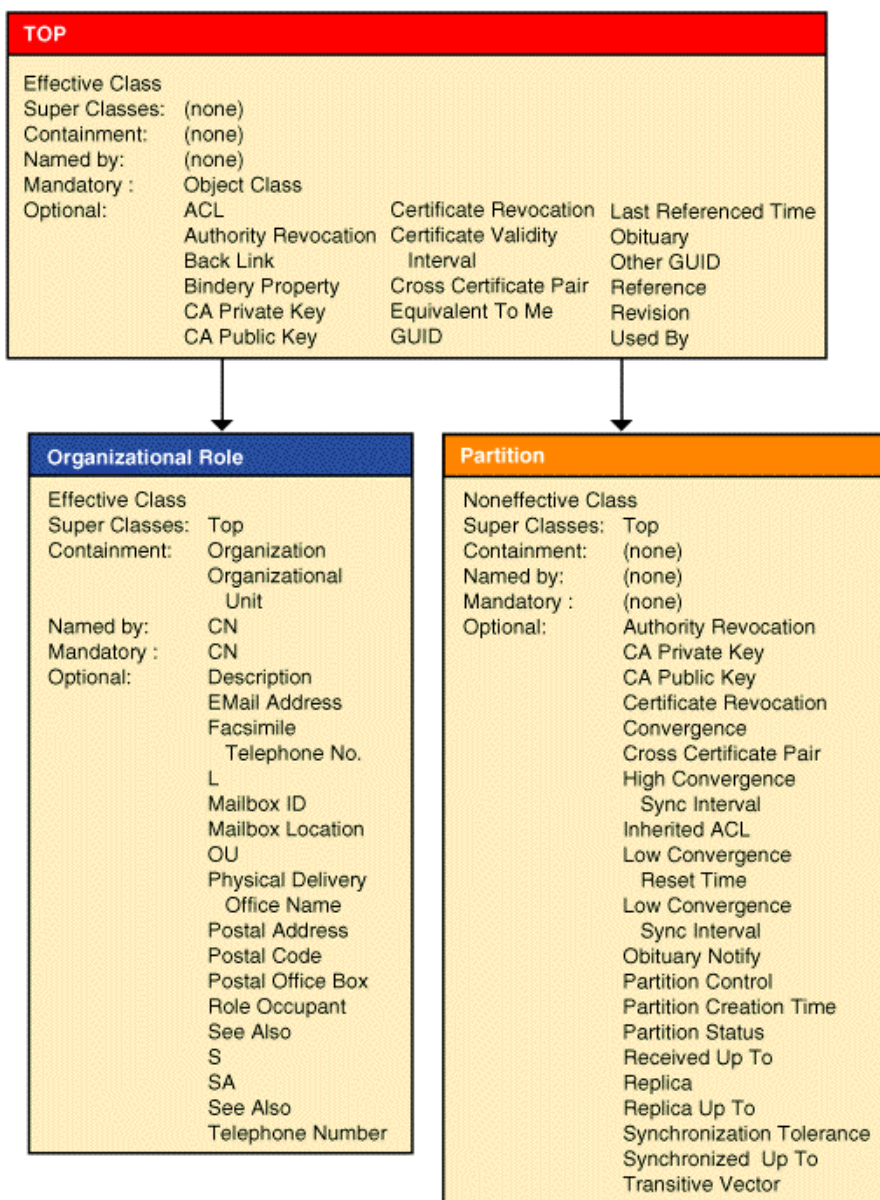 TOP
Effective Class
Super Classes: (none)
Containment: (none)
Named by: (none)
Mandatory : Object Class
Optional: ACL Certificate Revocation Last Referenced Time
Authority Revocation Certificate Validity Obituary
Back Link Interval Other GUID
Bindery Property Cross Certificate Pair Reference
CA Private Key Equivalent To Me Revision
CA Public Key GUID Used By
Organizational Role
Effective Class
Super Classes: Top
Containment: Organization
Organizational
Unit
Named by: CN
Mandatory : CN
Optional: Description
EMail Address
Facsimile
Telephone No.
L
Mailbox ID
Mailbox Location
OU
Physical Delivery
Office Name
Postal Address
Postal Code
Postal Office Box
Role Occupant
See Also
S
SA
See Also
Telephone Number
Partition
Noneffective Class
Super Classes: Top
Containment: (none)
Named by: (none)
Mandatory : (none)
Optional: Authority Revocation
CA Private Key
CA Public Key
Certificate Revocation
Convergence
Cross Certificate Pair
High Convergence
Sync Interval
Inherited ACL
Low Convergence
Reset Time
Low Convergence
Sync Interval
Obituary Notify
Partition Control
Partition Creation Time
Partition Status
Received Up To
Replica
Replica Up To
Synchronization Tolerance
Synchronized Up To
Transitive Vector